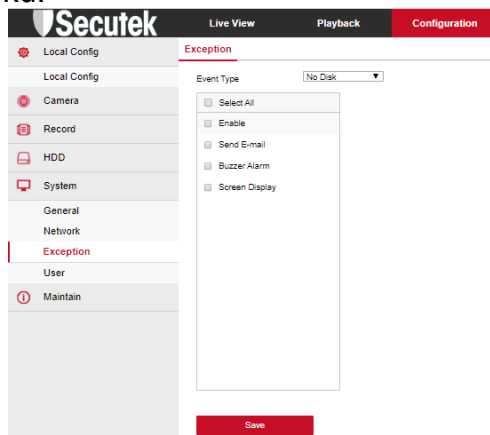 Secutek
Live View
Playback
Configuration
Local Config
Local Config
Camera
Record
HDD
System
General
Network
Exception
User
Maintain
Exception
Event Type
No Disk
Select All
Enable
Send E-mail
Buzzer Alarm
Screen Display
Save